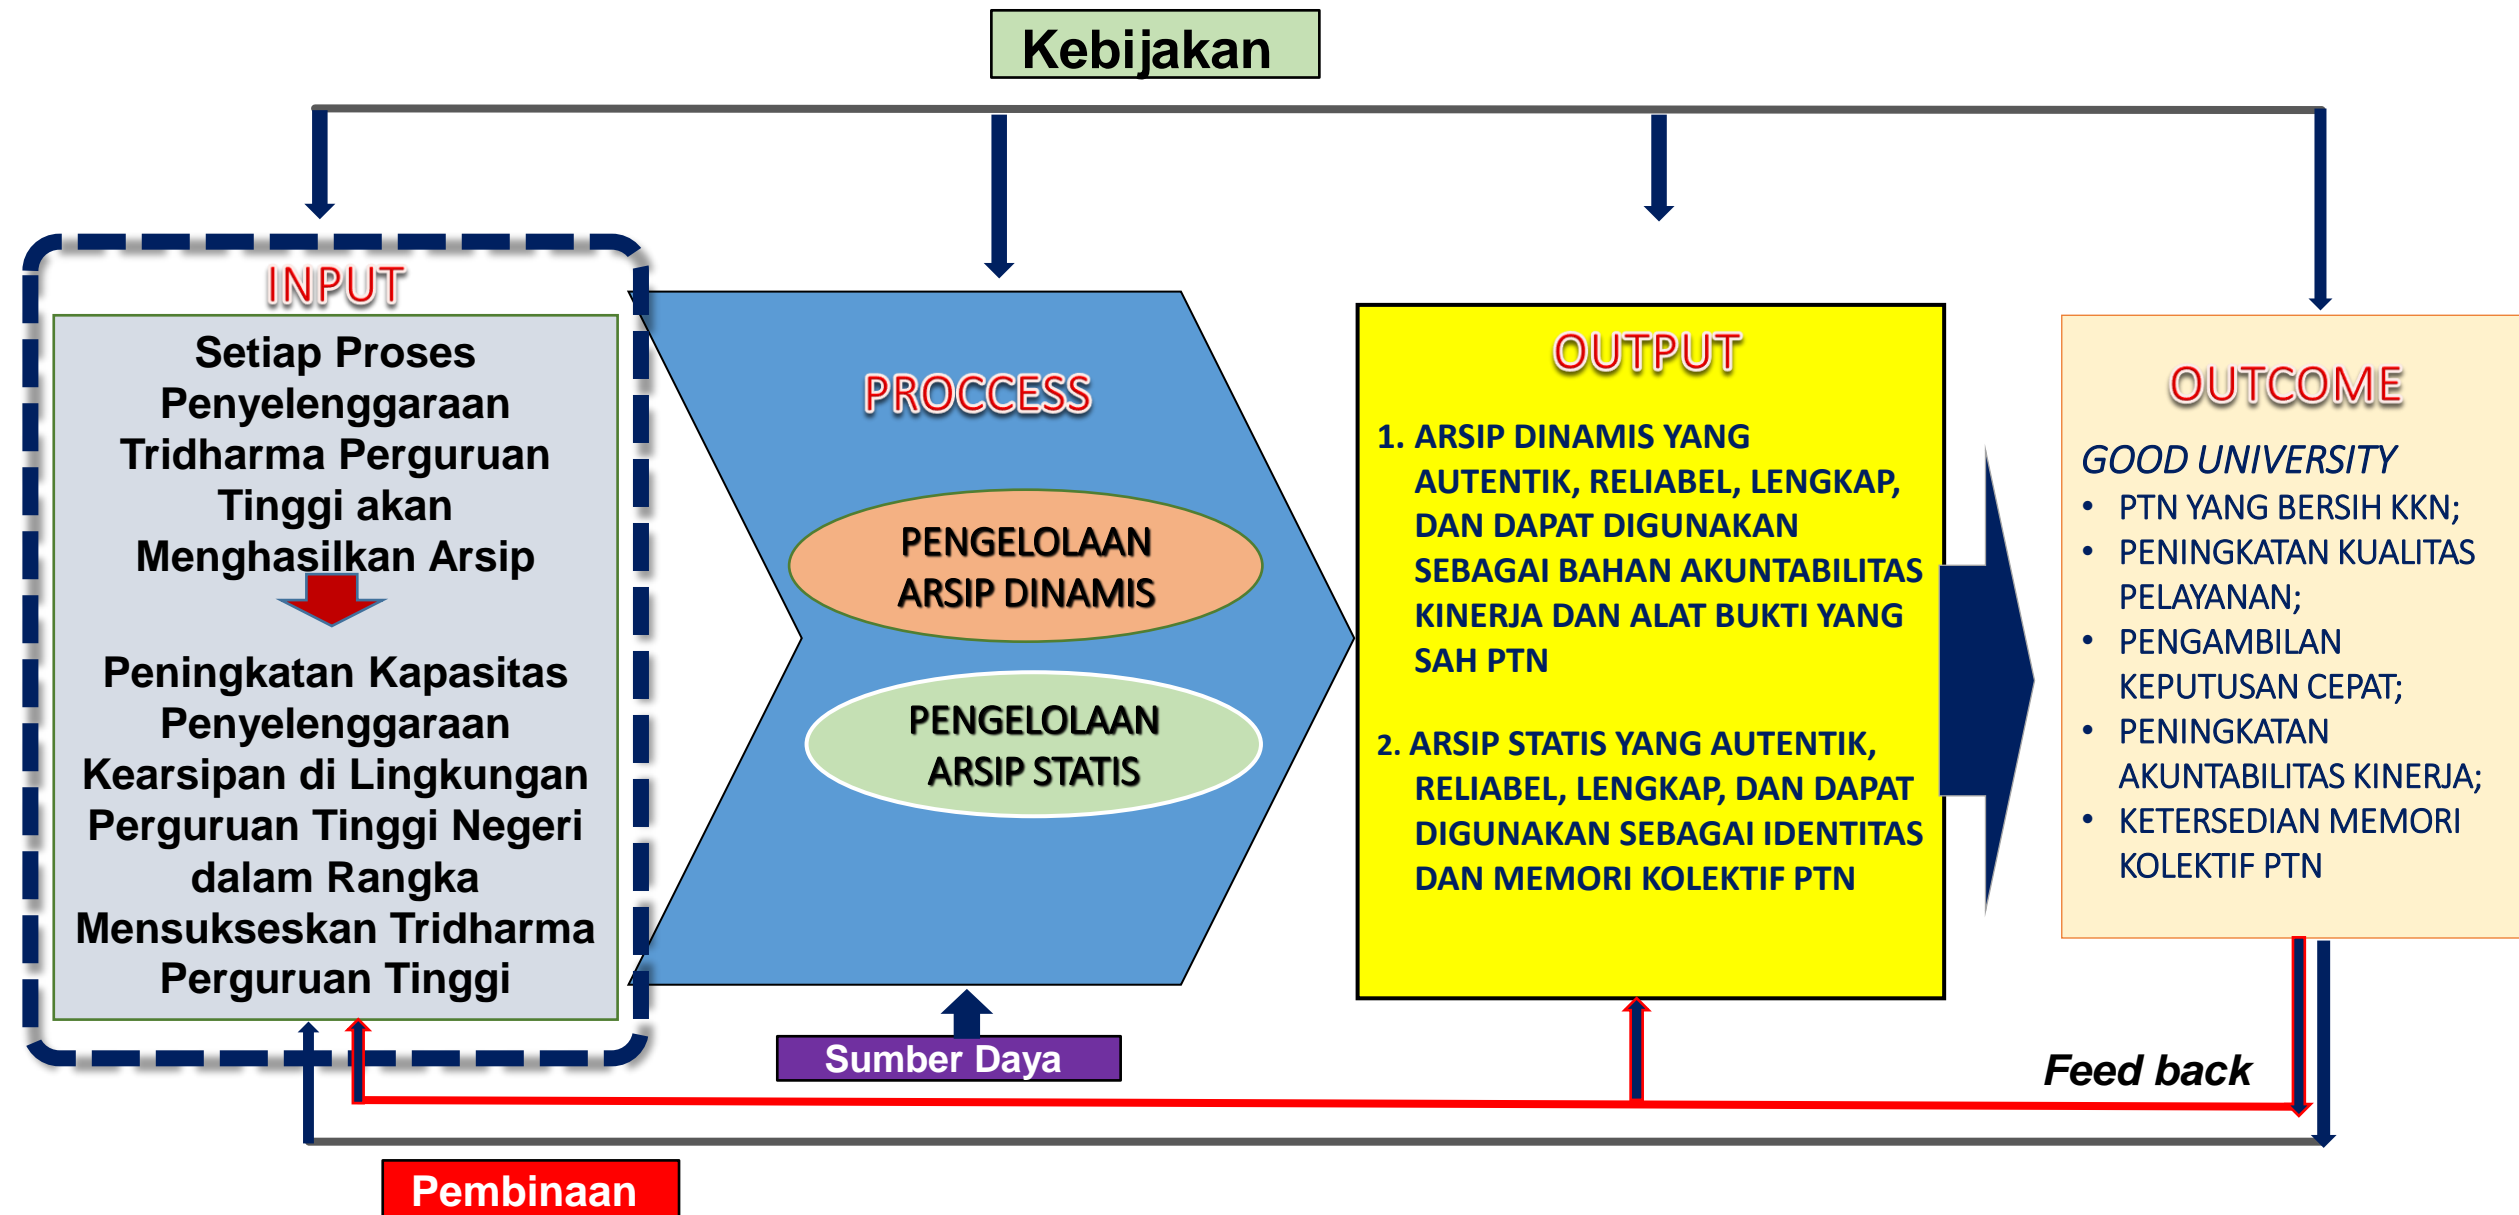 Kebijakan
INPUT
Setiap Proses
Penyelenggaraan
Tridharma Perguruan
Tinggi akan
Menghasilkan Arsip
Peningkatan Kapasitas
Penyelenggaraan
Kearsipan di Lingkungan
Perguruan Tinggi Negeri
dalam Rangka
Mensukseskan Tridharma
Perguruan Tinggi
PROCCESS
PENGELOLAAN
ARSIP DINAMIS
PENGELOLAAN
ARSIP STATIS
OUTPUT
1. ARSIP DINAMIS YANG
AUTENTIK, RELIABEL, LENGKAP,
DAN DAPAT DIGUNAKAN
SEBAGAI BAHAN AKUNTABILITAS
KINERJA DAN ALAT BUKTI YANG
SAH PTN
2. ARSIP STATIS YANG AUTENTIK,
RELIABEL, LENGKAP, DAN DAPAT
DIGUNAKAN SEBAGAI IDENTITAS
DAN MEMORI KOLEKTIF PTN
OUTCOME
GOOD UNIVERSITY
• PTN YANG BERSIH KKN;
• PENINGKATAN KUALITAS
PELAYANAN;
• PENGAMBILAN
KEPUTUSAN CEPAT;
• PENINGKATAN
AKUNTABILITAS KINERJA;
• KETERSEDIAN MEMORI
KOLEKTIF PTN
Sumber Daya
Feed back
Pembinaan